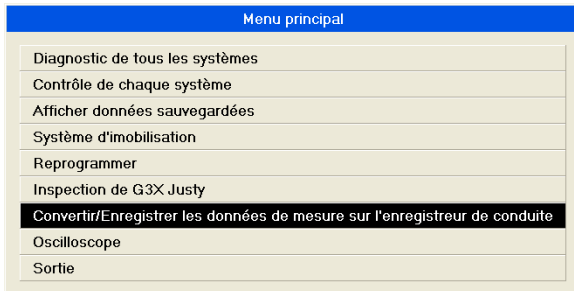 Menu principal
Diagnostic de tous les systèmes
Contrôle de chaque système
Afficher données sauvegardées
Système d'imobilisation
Reprogrammer
Inspection de G3X Justy
Convertir/Enregistrer les données de mesure sur l'enregistreur de conduite
Oscilloscope
Sortie